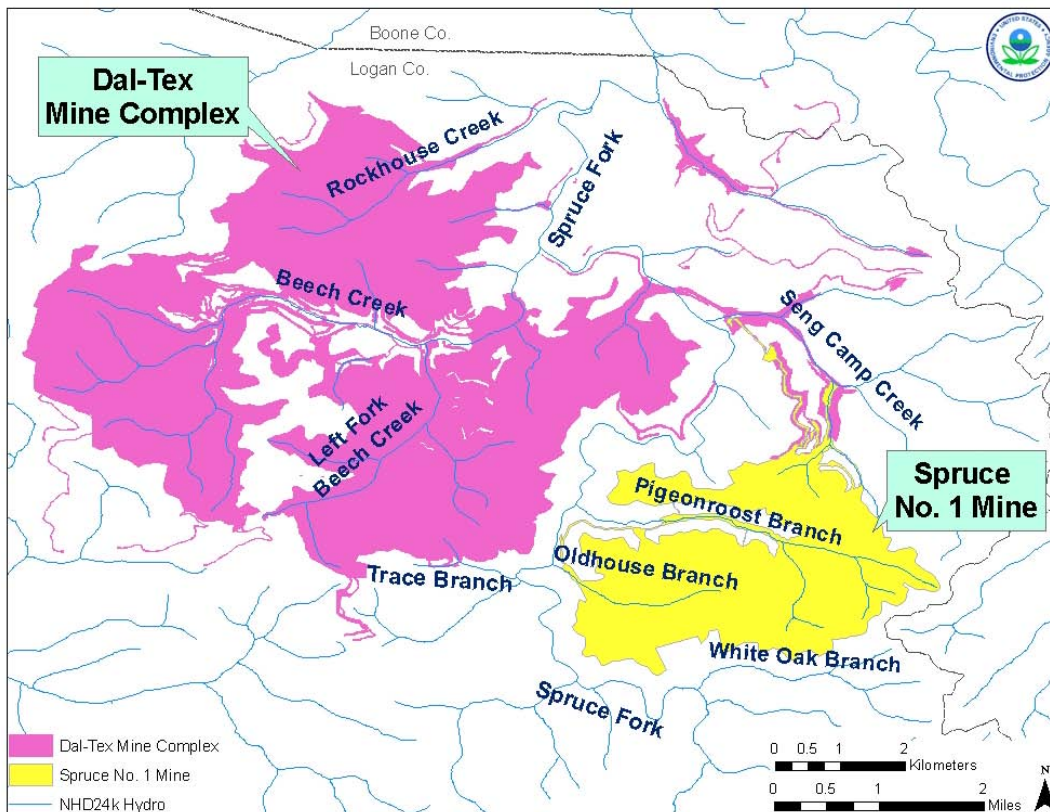 Boone Co.
Logan Co.
Dal-Tex
Mine Complex
UNITED STATES
Rockhouse Creek
Spruce Fork
Beech Creek
Seng Camp Creek
Left Fork
Beech Creek
Spruce
No. 1 Mine
Pigeonroost Branch
Oldhouse Branch
Trace Branch
White Oak Branch
Spruce Fork
Dal-Tex Mine Complex
Spruce No. 1 Mine
NHD24k Hydro
0 0.5 1 2
Kilometers
0 0.5 1 2
Miles
N